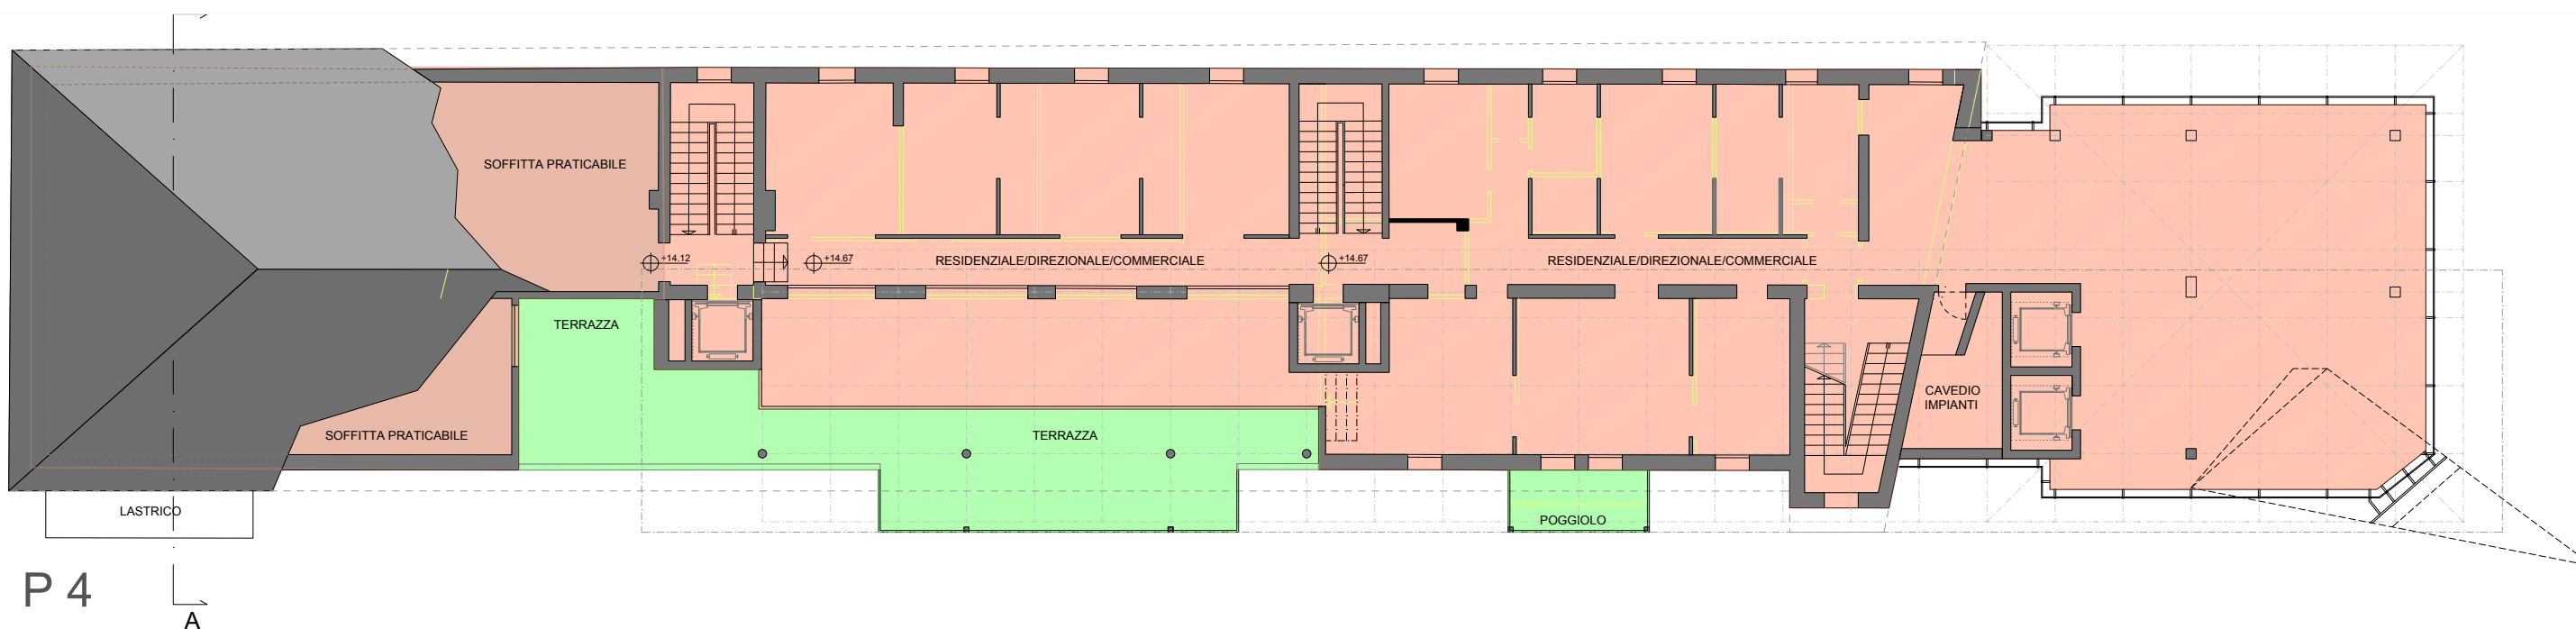 SOFFITTA PRATICABILE
+14.12
+14.67
RESIDENZIALE/DIREZIONALE/COMMERCIALE
+14.67
RESIDENZIALE/DIREZIONALE/COMMERCIALE
TERRAZZA
CAVEDIO
IMPIANTI
SOFFITTA PRATICABILE
TERRAZZA
LASTRICO
POGGIOLO
P 4
A